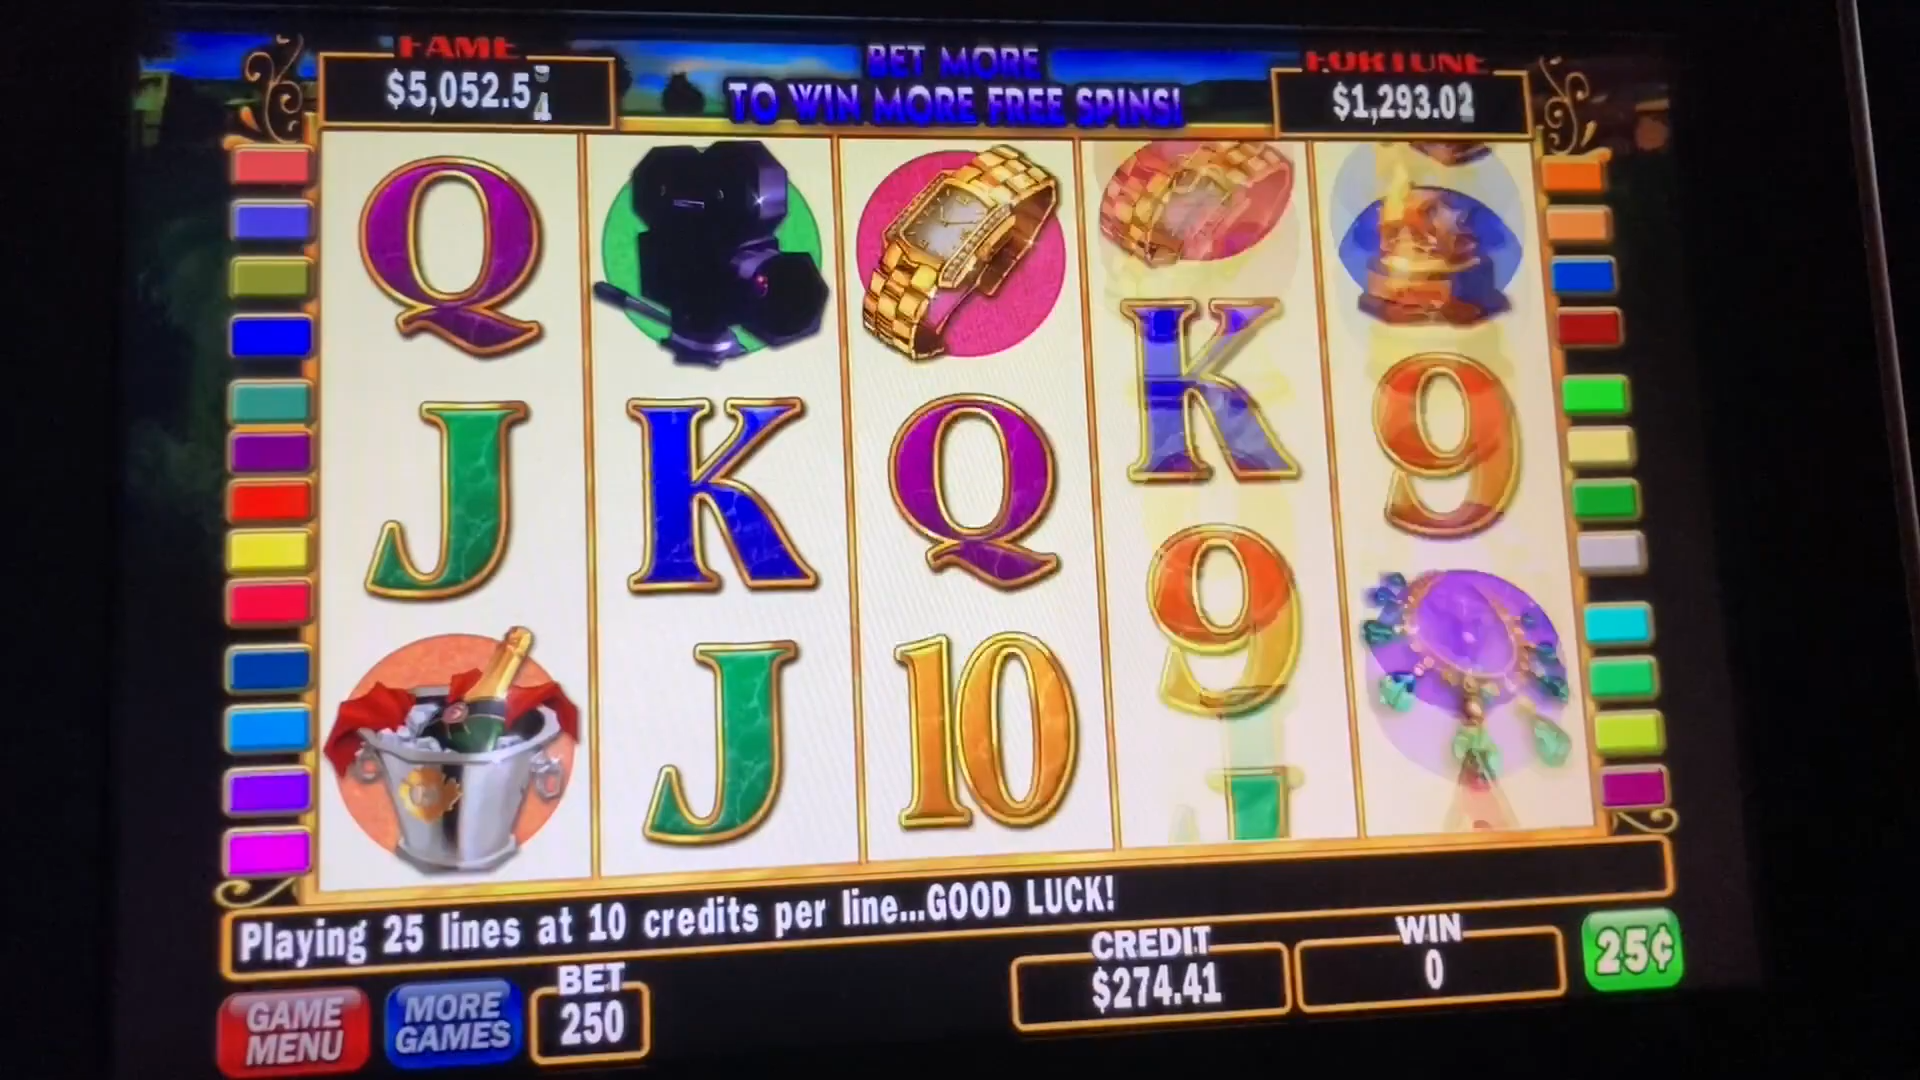 FAME
$5,052.5
BET MORE
TO WIN MORE FREE SPINS!
FORTUNE
$1,293.02
Q
K
9
J
K
Q
9
J
10
J
Playing 25 lines at 10 credits per line...GOOD LUCK!
GAME
MENU
MORE
GAMES
BET
250
CREDIT
$274.41
WIN
0
25¢